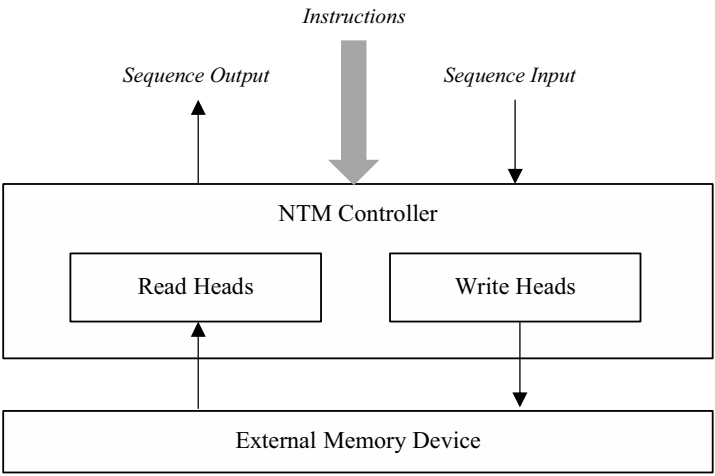 Instructions
Sequence Output
Sequence Input
NTM Controller
Read Heads
Write Heads
External Memory Device